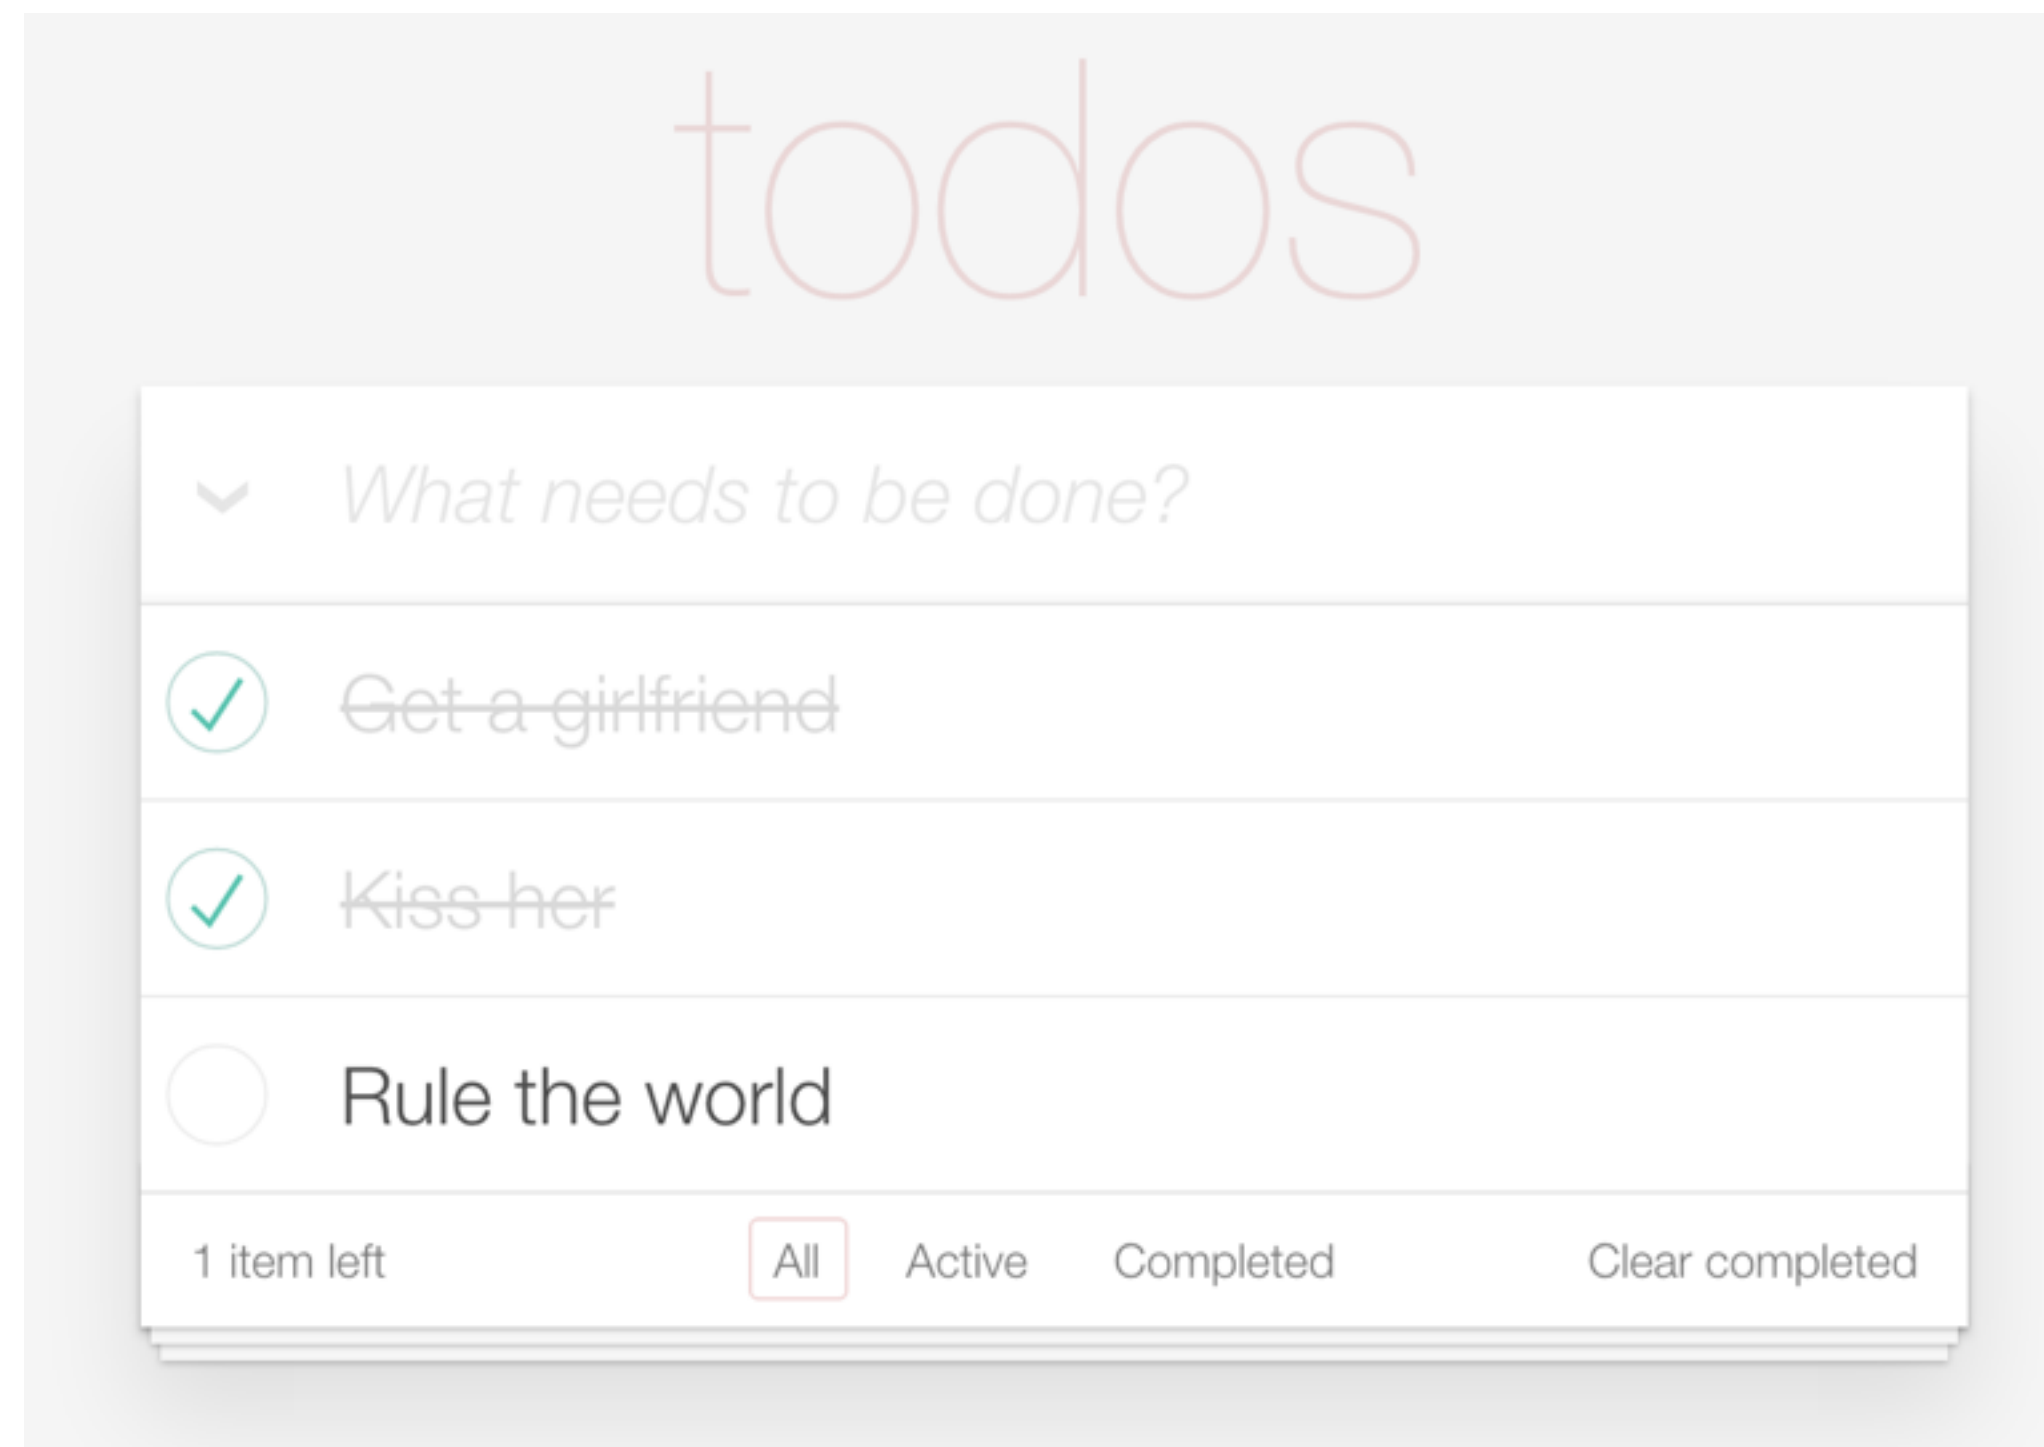 todos
What needs to be done?
Get a girlfriend
Kiss her
Rule the world
1 item left All Active Completed Clear completed